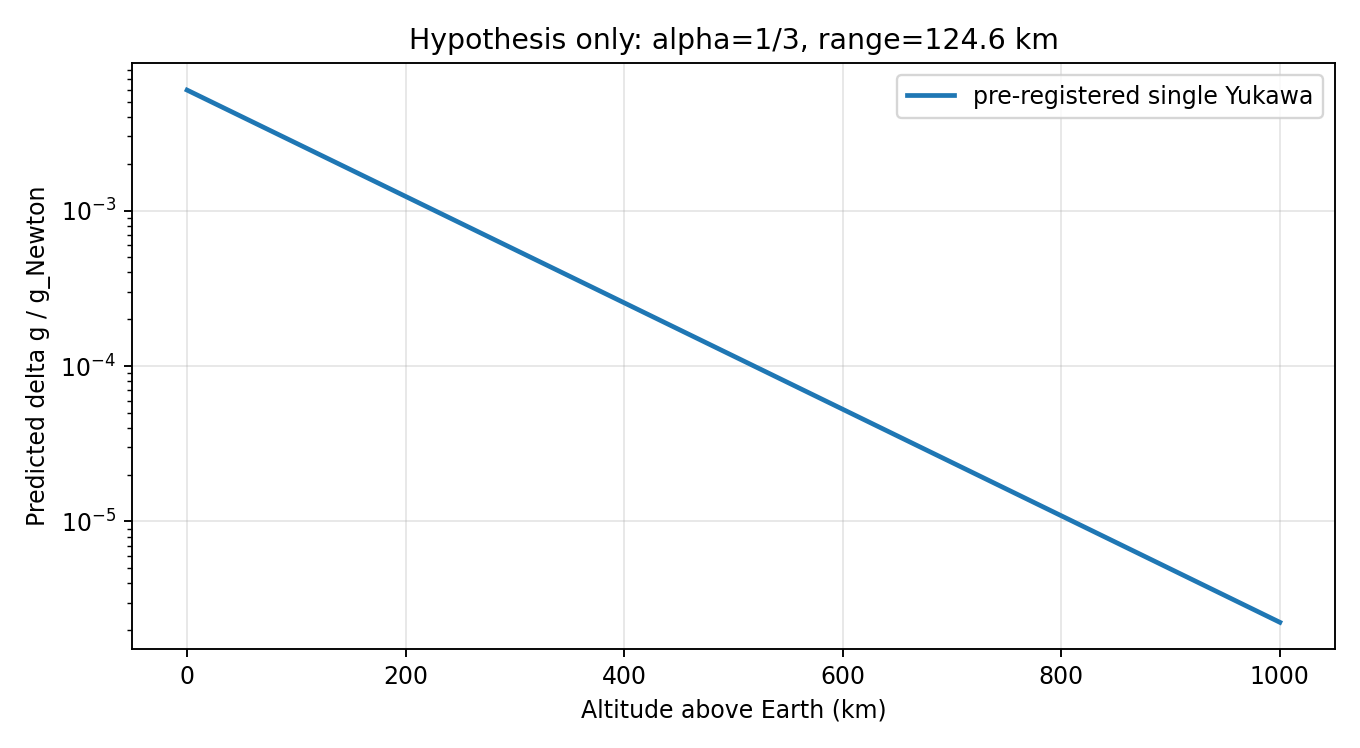 Hypothesis only: alpha=1/3, range=124.6 km
pre-registered single Yukawa
Predicted delta g / g_Newton
10⁻³
10⁻⁴
10⁻⁵
0 200 400 600 800 1000
Altitude above Earth (km)